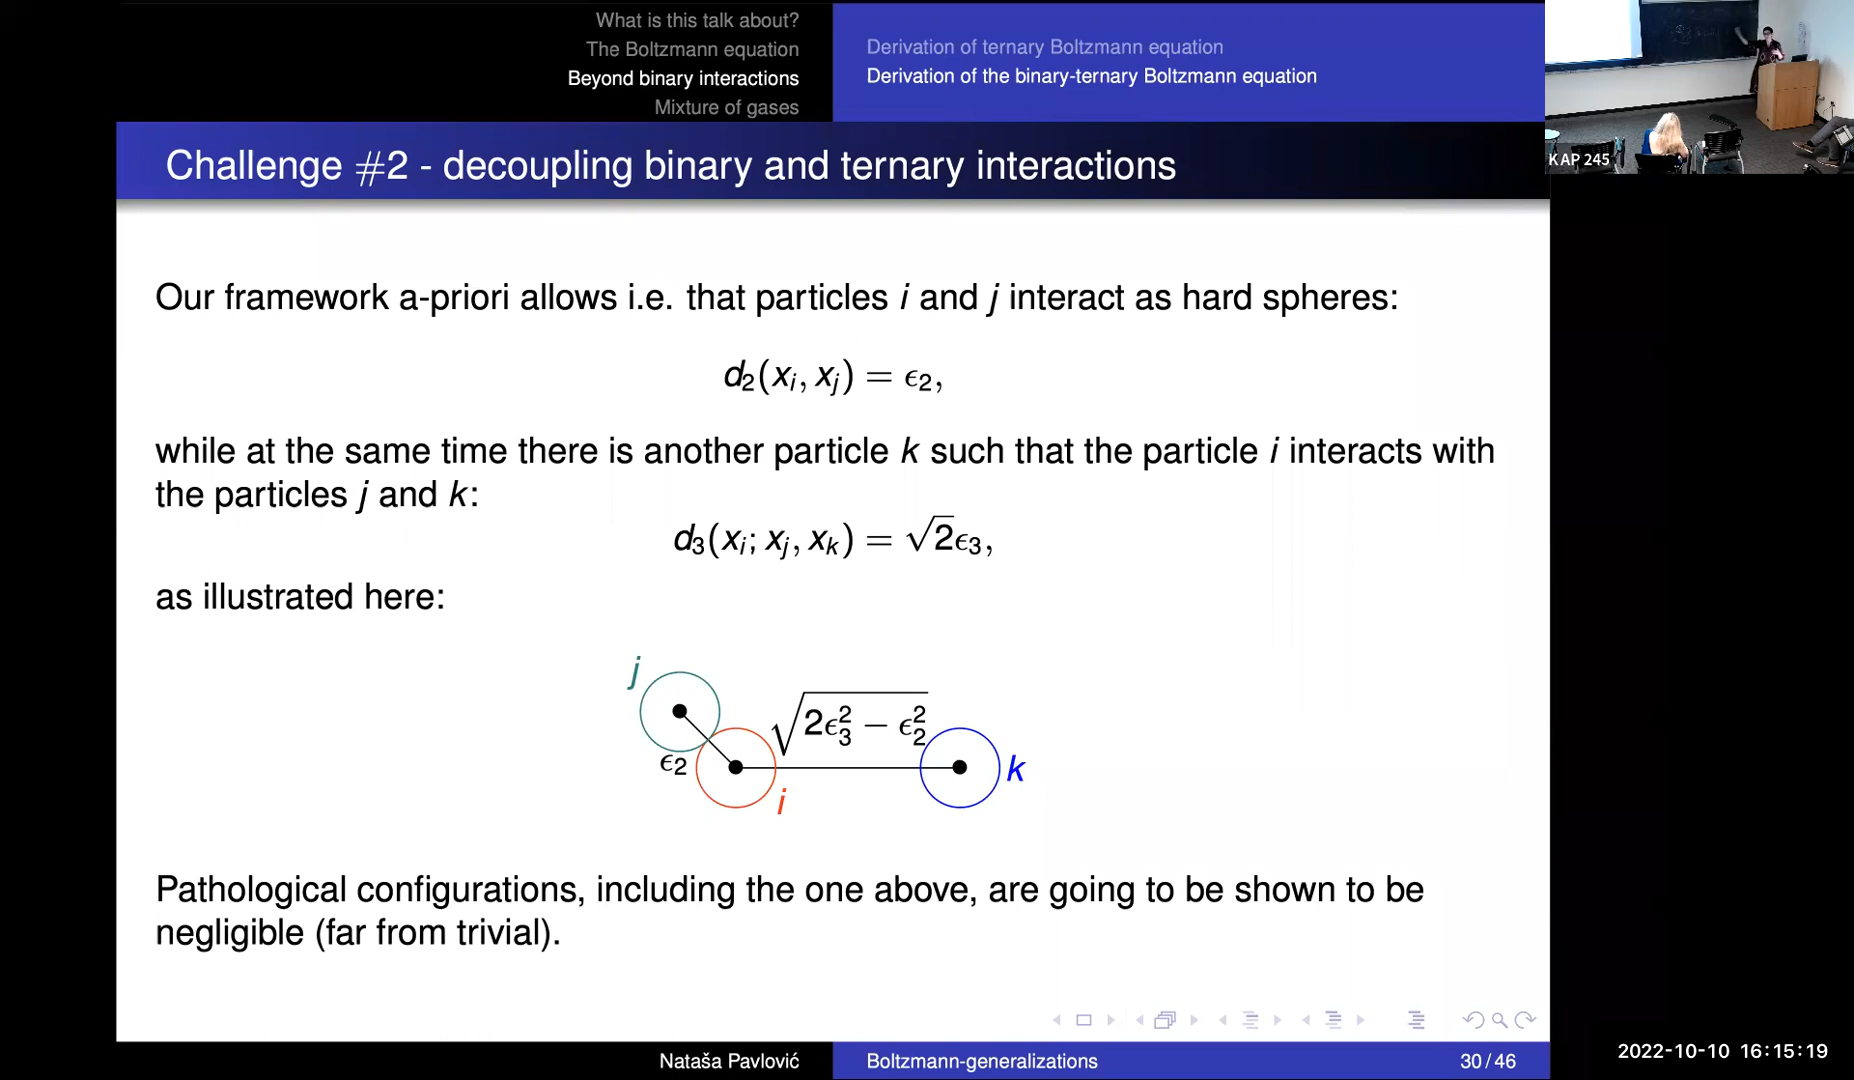 What is this talk about?
The Boltzmann equation
Beyond binary interactions
Mixture of gases
Derivation of ternary Boltzmann equation
Derivation of the binary-ternary Boltzmann equation
KAP 245
Challenge #2 - decoupling binary and ternary interactions
Our framework a-priori allows i.e. that particles i and j interact as hard spheres:
d₂(xᵢ, xⱼ) = ϵ₂,
while at the same time there is another particle k such that the particle i interacts with
the particles j and k:
d₃(xᵢ; xⱼ, xₖ) = √2ϵ₃,
as illustrated here:
j
√(2ϵ₃² − ϵ₂²)
ϵ₂
k
i
Pathological configurations, including the one above, are going to be shown to be
negligible (far from trivial).
Nataša Pavlović
Boltzmann-generalizations
30 / 46
2022-10-10 16:15:19